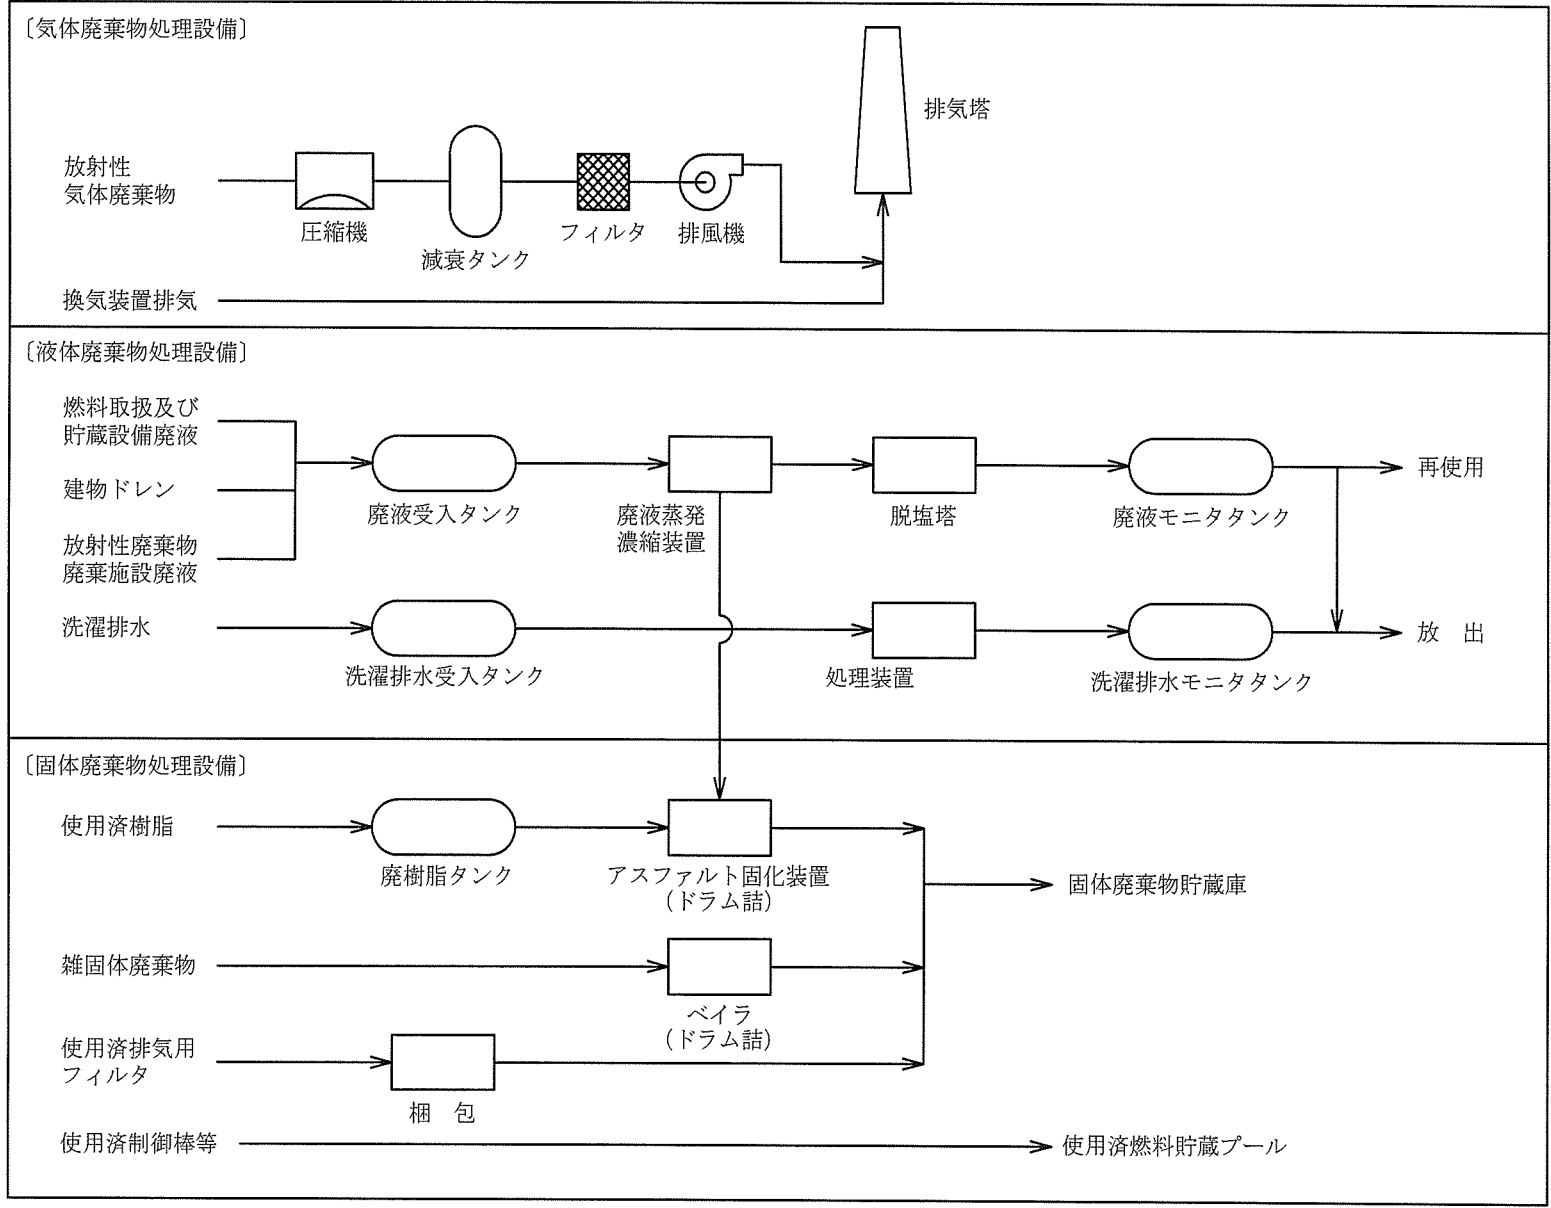 〔気体廃棄物処理設備〕
排気塔
放射性
気体廃棄物
圧縮機
減衰タンク
フィルタ
排風機
換気装置排気
〔液体廃棄物処理設備〕
燃料取扱及び
貯蔵設備廃液
建物ドレン
放射性廃棄物
廃棄施設廃液
廃液受入タンク
廃液蒸発
濃縮装置
脱塩塔
廃液モニタタンク
再使用
洗濯排水
洗濯排水受入タンク
処理装置
洗濯排水モニタタンク
放　出
〔固体廃棄物処理設備〕
使用済樹脂
廃樹脂タンク
アスファルト固化装置
（ドラム詰）
固体廃棄物貯蔵庫
雑固体廃棄物
ベイラ
（ドラム詰）
使用済排気用
フィルタ
梱　包
使用済制御棒等
使用済燃料貯蔵プール